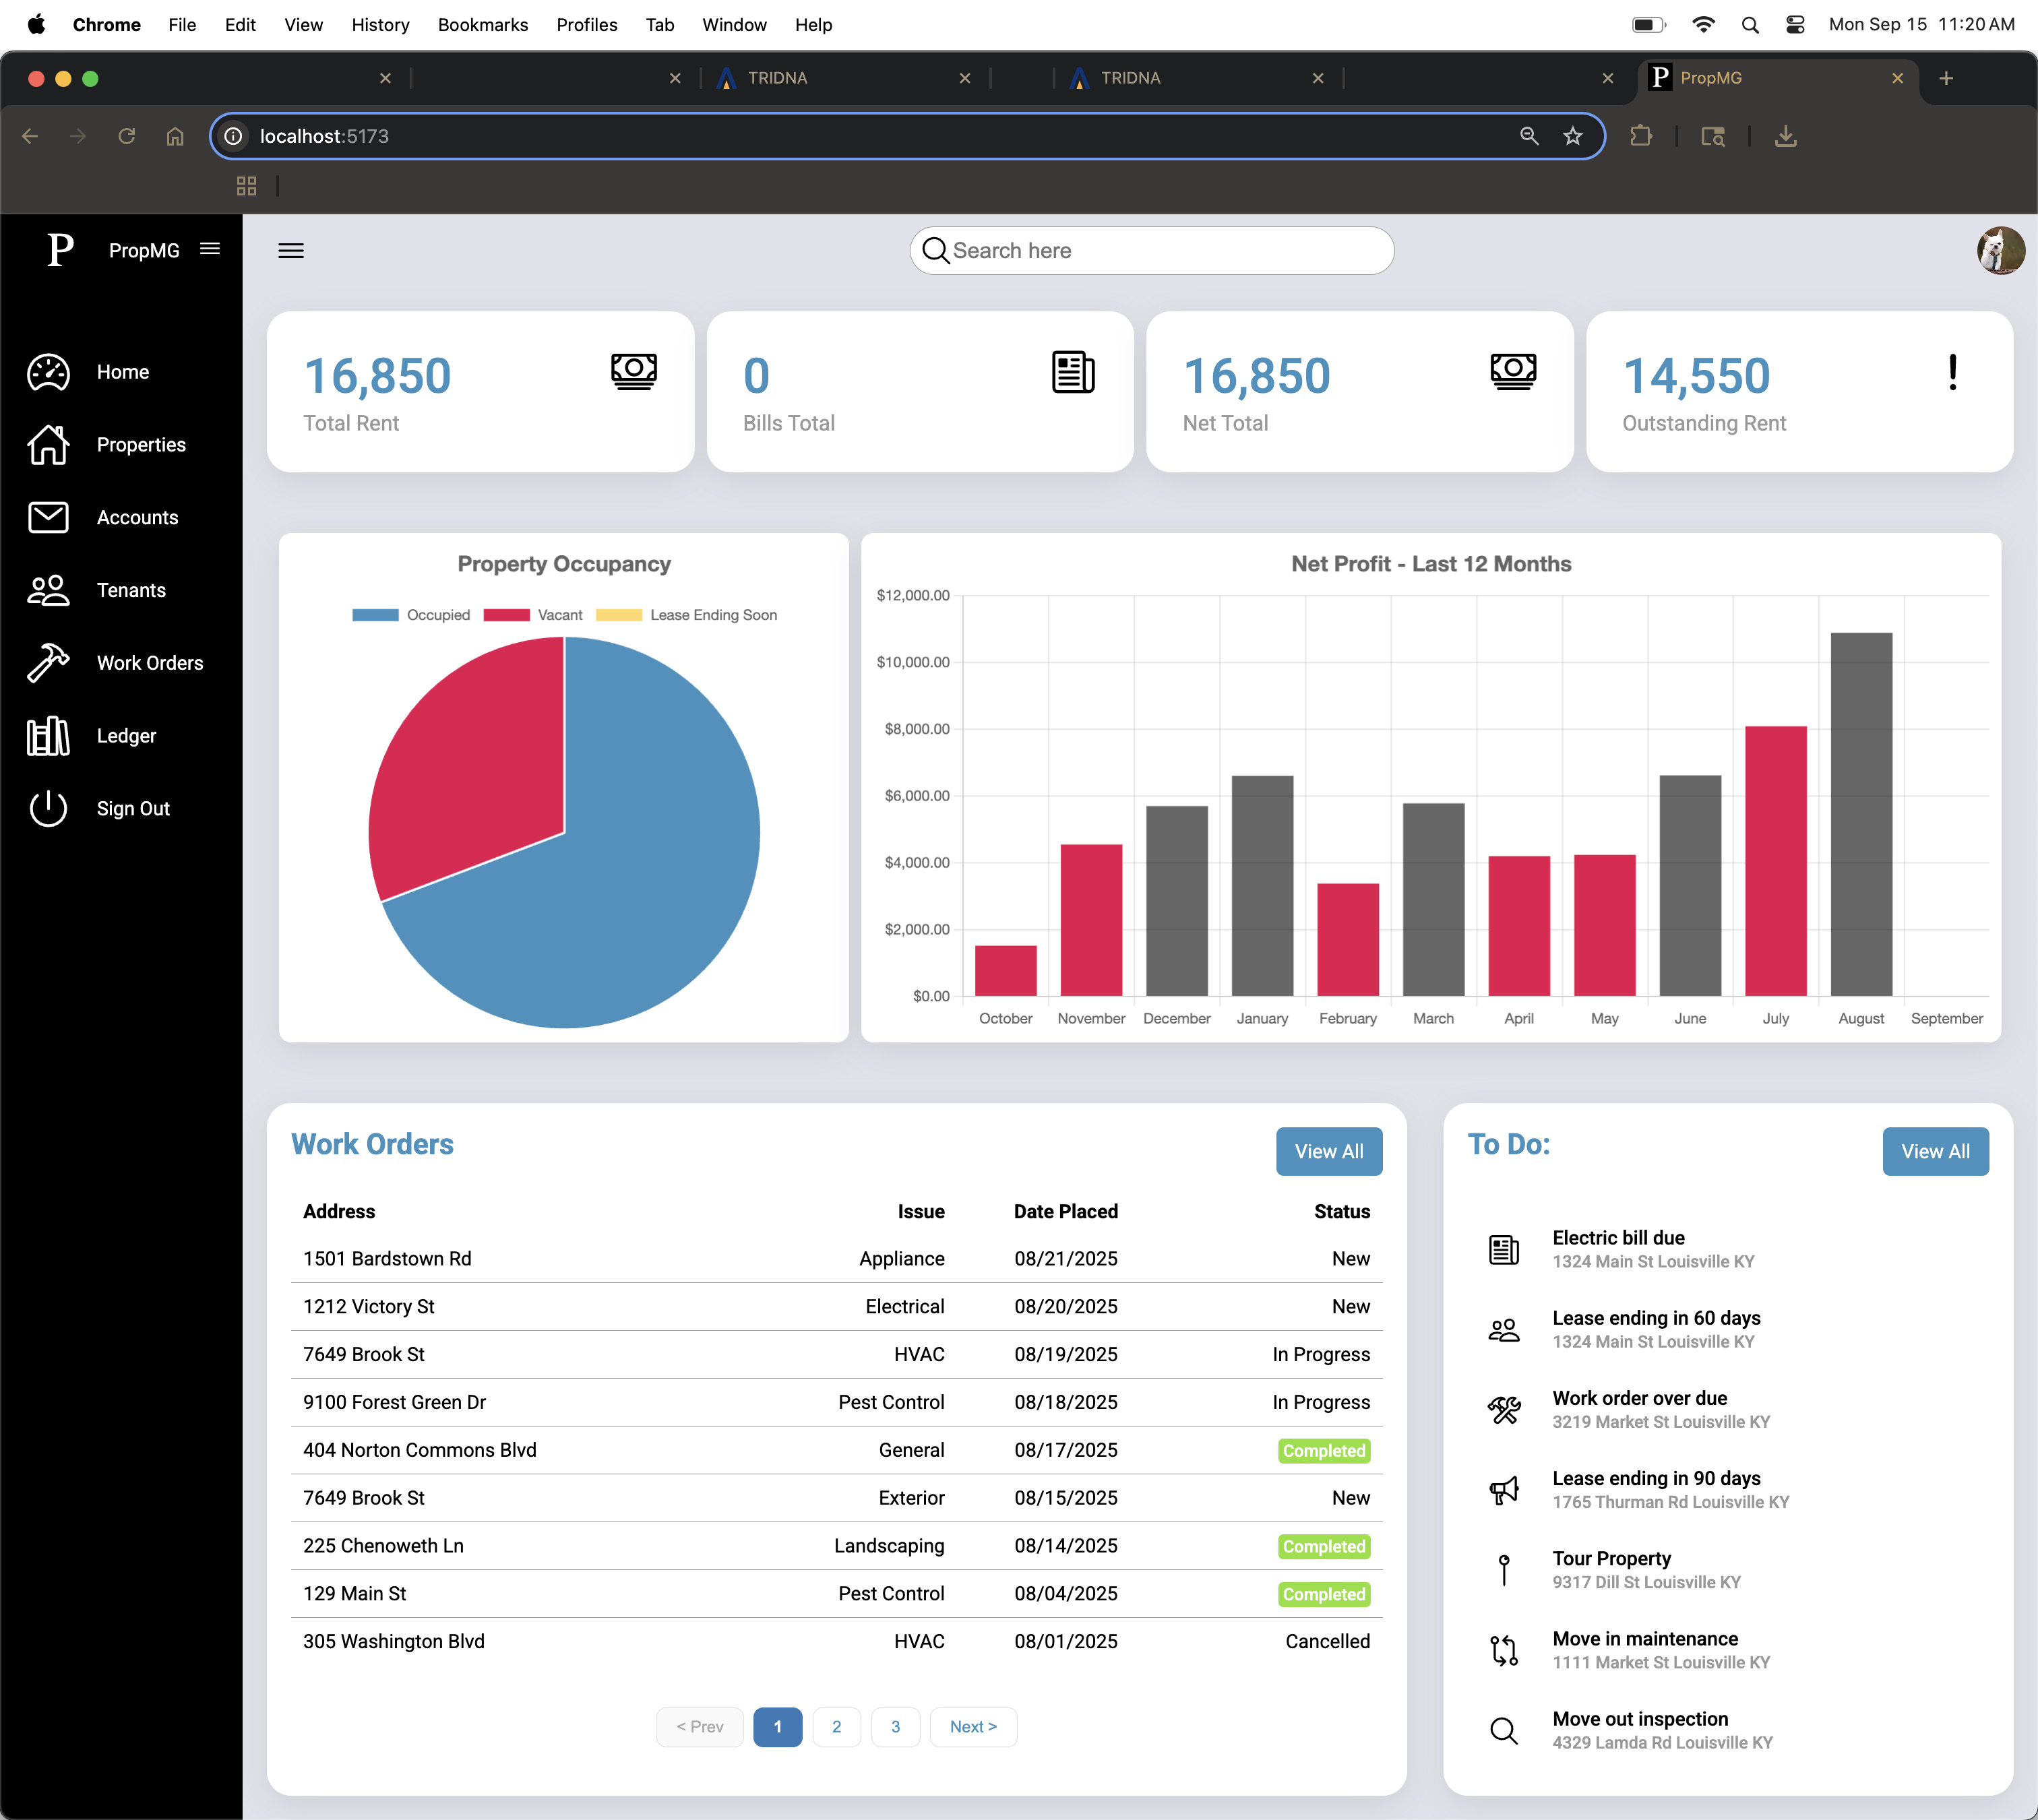 Chrome File Edit View History Bookmarks Profiles Tab Window Help Mon Sep 15 11:20 AM
TRIDNA TRIDNA PropMG
localhost:5173
P PropMG Search here
Home
Properties
Accounts
Tenants
Work Orders
Ledger
Sign Out
16,850
Total Rent
0
Bills Total
16,850
Net Total
14,550
Outstanding Rent
Property Occupancy
Occupied Vacant Lease Ending Soon
Net Profit - Last 12 Months
$12,000.00
$10,000.00
$8,000.00
$6,000.00
$4,000.00
$2,000.00
$0.00
October November December January February March April May June July August September
Work Orders View All
Address Issue Date Placed Status
1501 Bardstown Rd Appliance 08/21/2025 New
1212 Victory St Electrical 08/20/2025 New
7649 Brook St HVAC 08/19/2025 In Progress
9100 Forest Green Dr Pest Control 08/18/2025 In Progress
404 Norton Commons Blvd General 08/17/2025 Completed
7649 Brook St Exterior 08/15/2025 New
225 Chenoweth Ln Landscaping 08/14/2025 Completed
129 Main St Pest Control 08/04/2025 Completed
305 Washington Blvd HVAC 08/01/2025 Cancelled
< Prev 1 2 3 Next >
To Do: View All
Electric bill due
1324 Main St Louisville KY
Lease ending in 60 days
1324 Main St Louisville KY
Work order over due
3219 Market St Louisville KY
Lease ending in 90 days
1765 Thurman Rd Louisville KY
Tour Property
9317 Dill St Louisville KY
Move in maintenance
1111 Market St Louisville KY
Move out inspection
4329 Lamda Rd Louisville KY